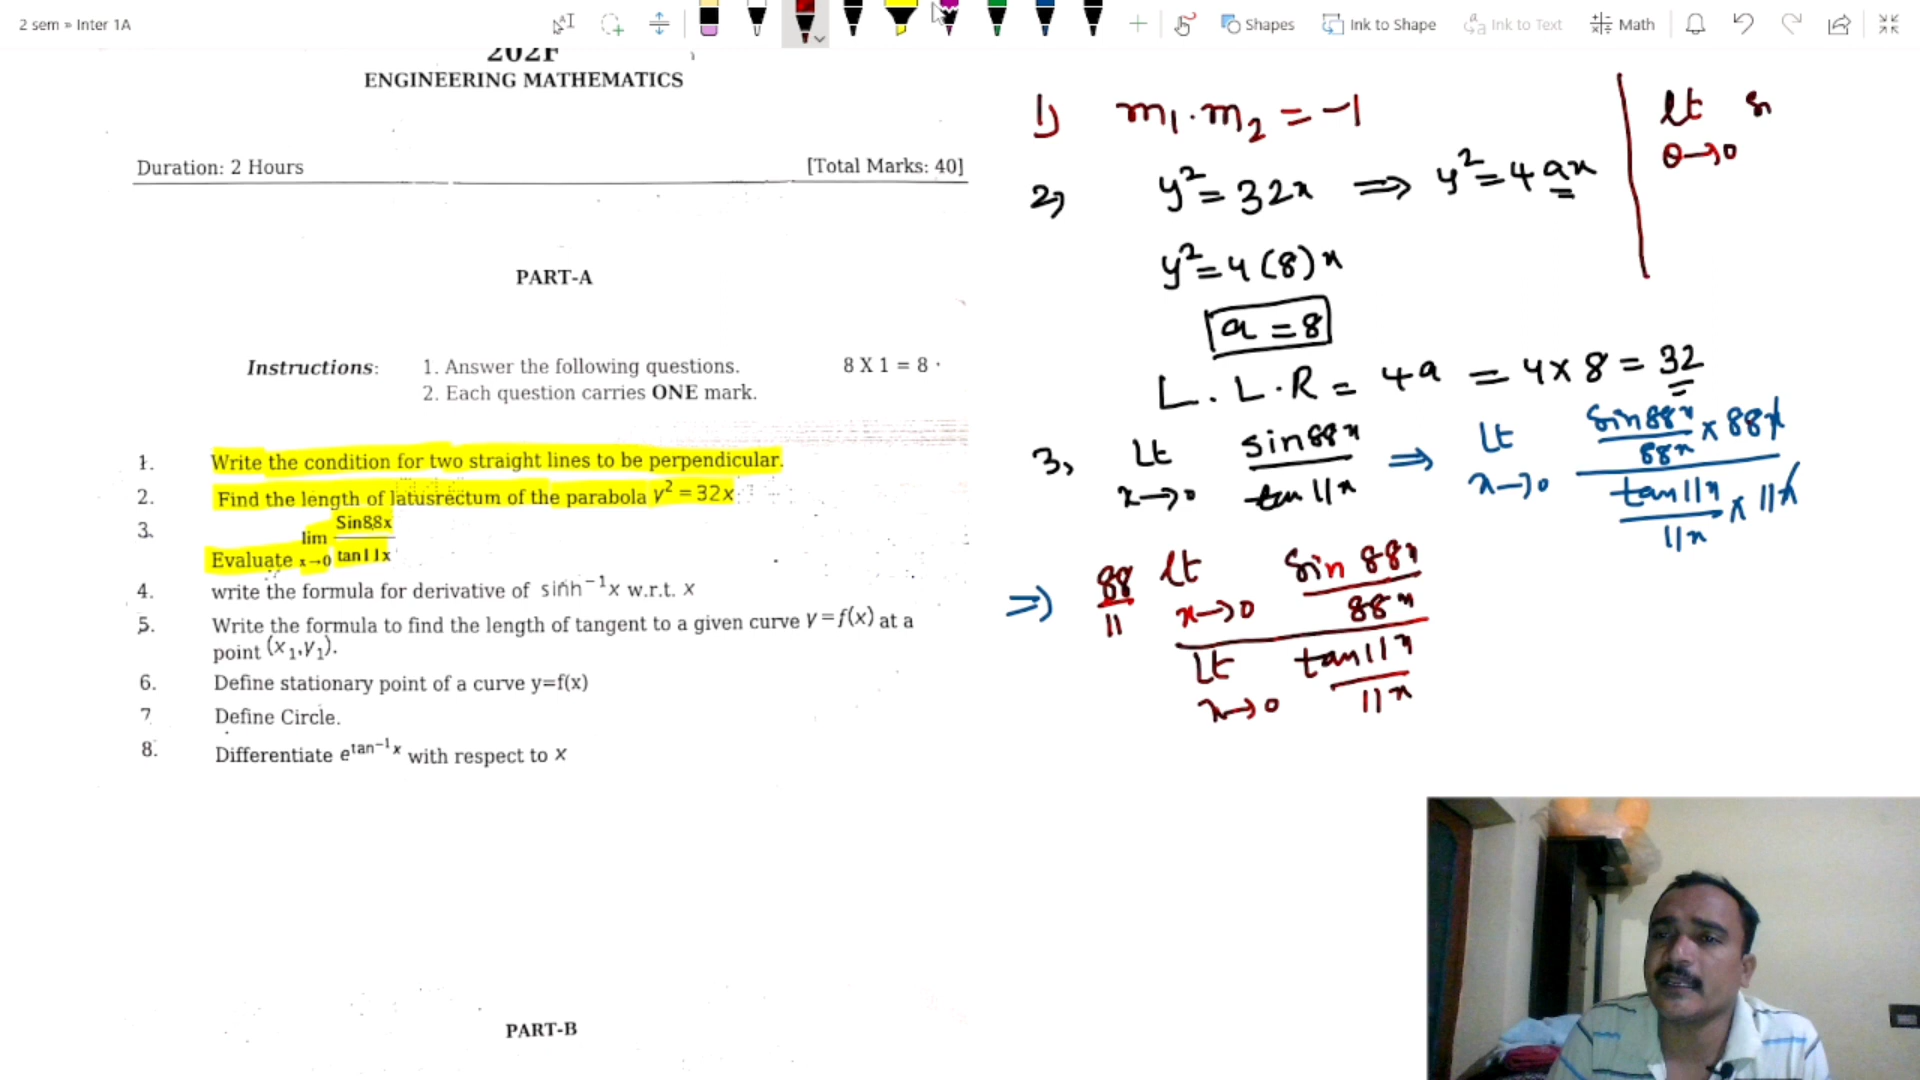 2 sem » Inter 1A
Shapes
Ink to Shape
Ink to Text
Math
202F
ENGINEERING MATHEMATICS
Duration: 2 Hours [Total Marks: 40]
PART-A
Instructions: 1. Answer the following questions. 8 X 1 = 8
2. Each question carries ONE mark.
1. Write the condition for two straight lines to be perpendicular.
2. Find the length of latusrectum of the parabola y² = 32x
3. Evaluate lim x→0 Sin88x / tan11x
4. write the formula for derivative of sinh⁻¹x w.r.t. x
5. Write the formula to find the length of tangent to a given curve y = f(x) at a
point (x₁,y₁).
6. Define stationary point of a curve y=f(x)
7 Define Circle.
8. Differentiate e^tan⁻¹x with respect to x
PART-B
1) m₁·m₂ = -1
2) y² = 32x ⇒ y² = 4ax
y² = 4(8)x
a = 8
L.L.R = 4a = 4×8 = 32
3, Lt x→0 sin88x / tan11x ⇒ Lt x→0 (sin88x / 88x × 88x) / (tan11x / 11x × 11x)
⇒ 88/11 (lt x→0 sin88x / 88x) / (Lt x→0 tan11x / 11x)
lt θ→0 si